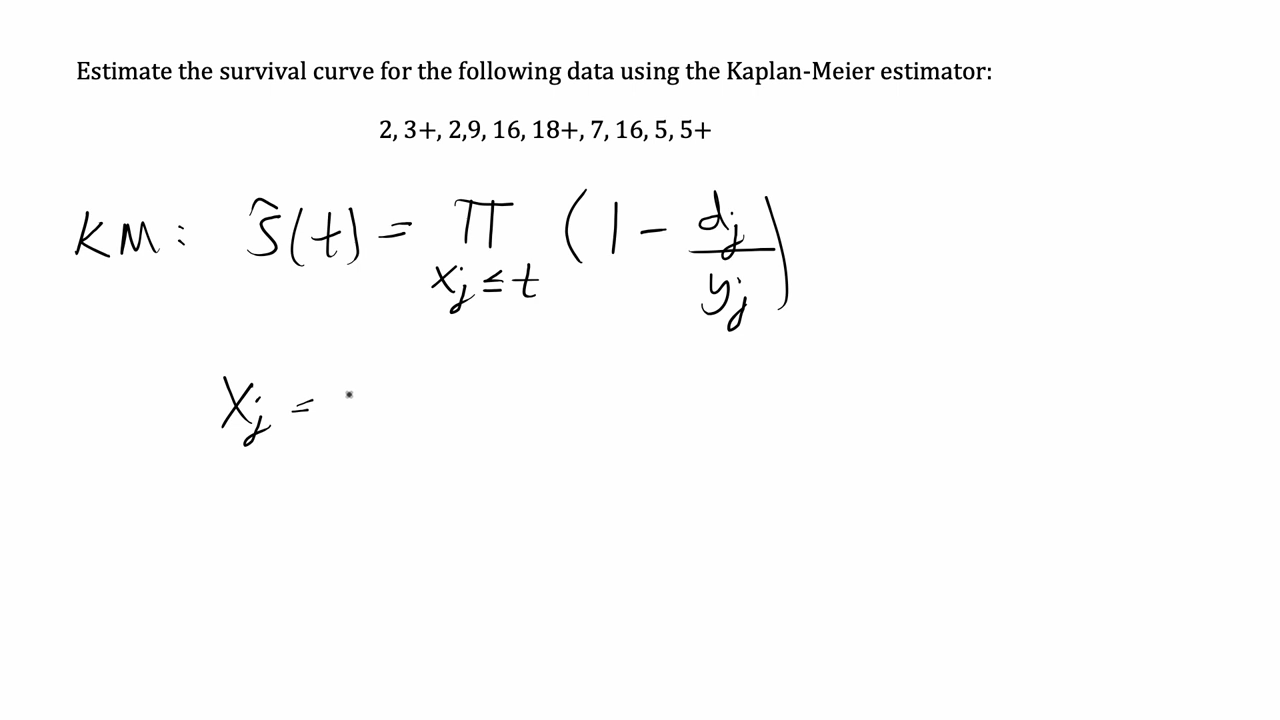 Estimate the survival curve for the following data using the Kaplan-Meier estimator:
2, 3+, 2,9, 16, 18+, 7, 16, 5, 5+
KM: Ŝ(t) = ∏_{xⱼ ≤ t} (1 - dⱼ/yⱼ)
Xⱼ =